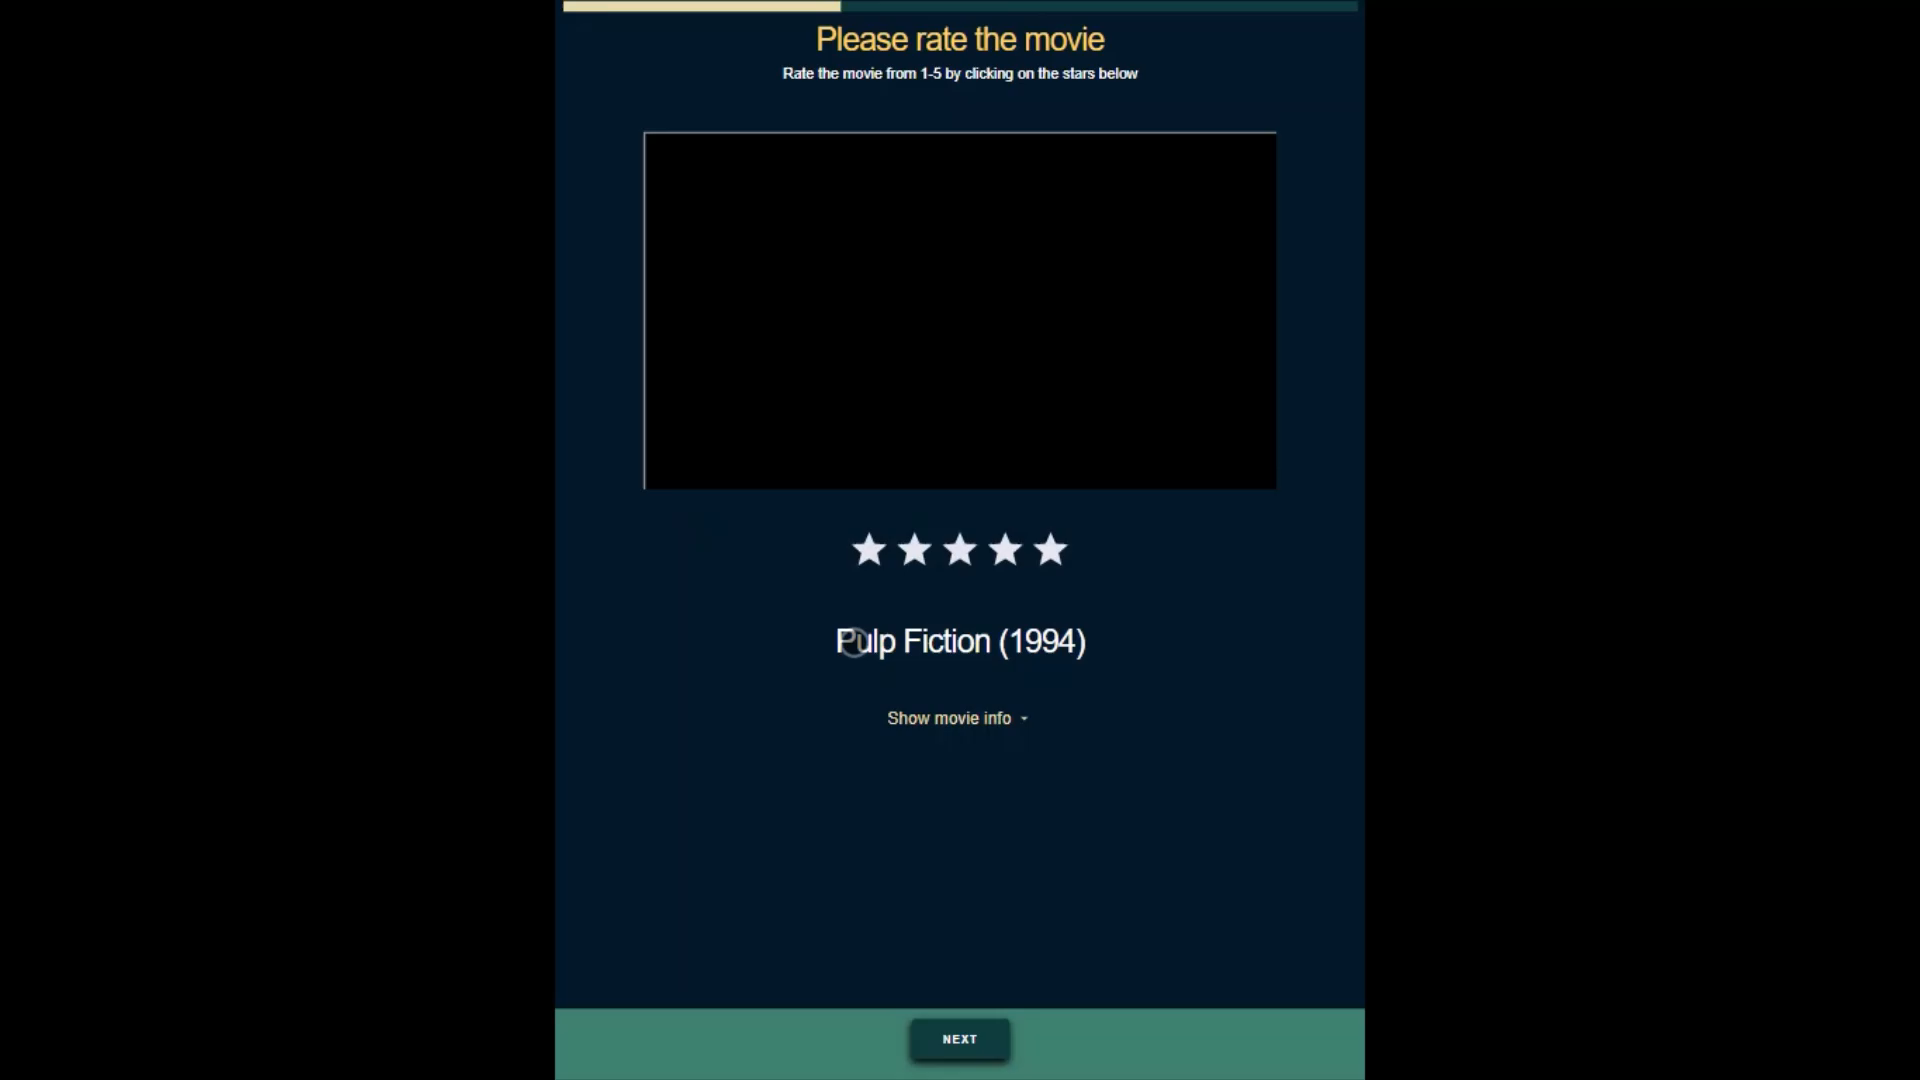 Please rate the movie
Rate the movie from 1-5 by clicking on the stars below
Pulp Fiction (1994)
Show movie info
NEXT